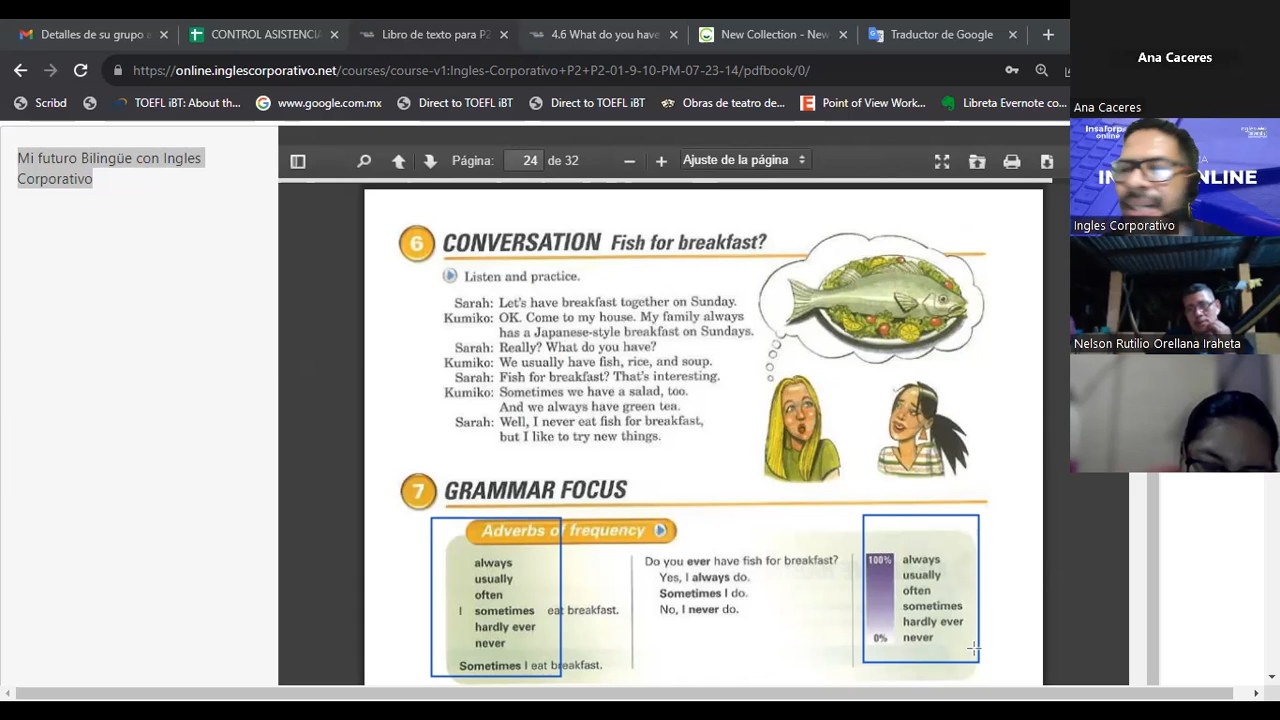 Detalles de su grupo a
CONTROL ASISTENCIA
Libro de texto para P2
4.6 What do you have
New Collection - New
Traductor de Google
https://online.inglescorporativo.net/courses/course-v1:Ingles-Corporativo+P2+P2-01-9-10-PM-07-23-14/pdfbook/0/
Scribd
TOEFL iBT: About th...
www.google.com.mx
Direct to TOEFL iBT
Direct to TOEFL iBT
Obras de teatro de...
Point of View Work...
Libreta Evernote co...
Mi futuro Bilingüe con Ingles
Corporativo
Página: 24 de 32
Ajuste de la página
6 CONVERSATION Fish for breakfast?
Listen and practice.
Sarah: Let's have breakfast together on Sunday.
Kumiko: OK. Come to my house. My family always
has a Japanese-style breakfast on Sundays.
Sarah: Really? What do you have?
Kumiko: We usually have fish, rice, and soup.
Sarah: Fish for breakfast? That's interesting.
Kumiko: Sometimes we have a salad, too.
And we always have green tea.
Sarah: Well, I never eat fish for breakfast,
but I like to try new things.
7 GRAMMAR FOCUS
Adverbs of frequency
always
usually
often
I sometimes eat breakfast.
hardly ever
never
Sometimes I eat breakfast.
Do you ever have fish for breakfast?
Yes, I always do.
Sometimes I do.
No, I never do.
100% always
usually
often
sometimes
hardly ever
0% never
Ana Caceres
Ana Caceres
Insaforp
ONLINE
Ingles Corporativo
Nelson Rutilio Orellana Iraheta